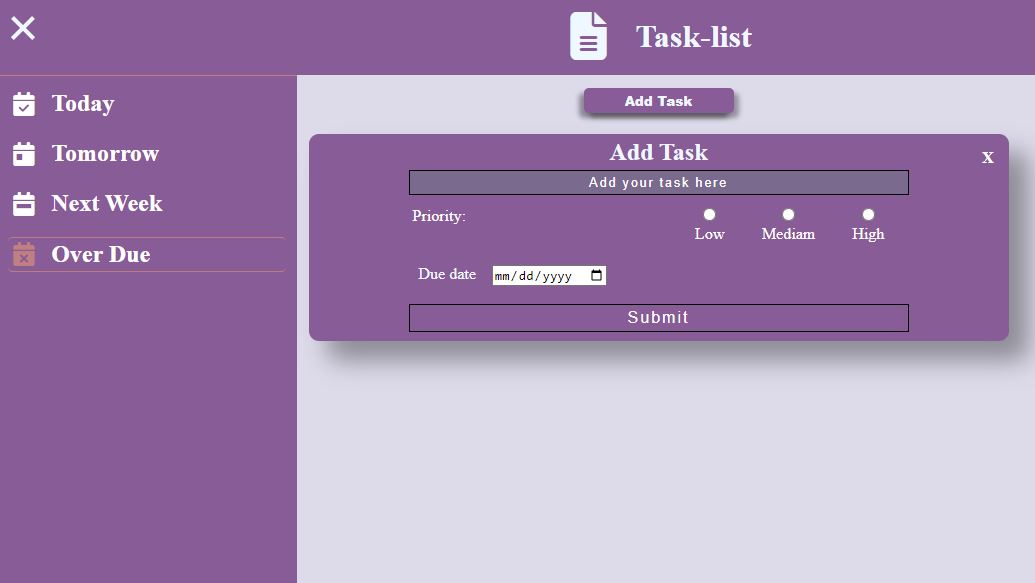 Task-list
Today
Tomorrow
Next Week
Over Due
Add Task
Add Task
x
Add your task here
Priority:
Low Mediam High
Due date mm/dd/yyyy
Submit